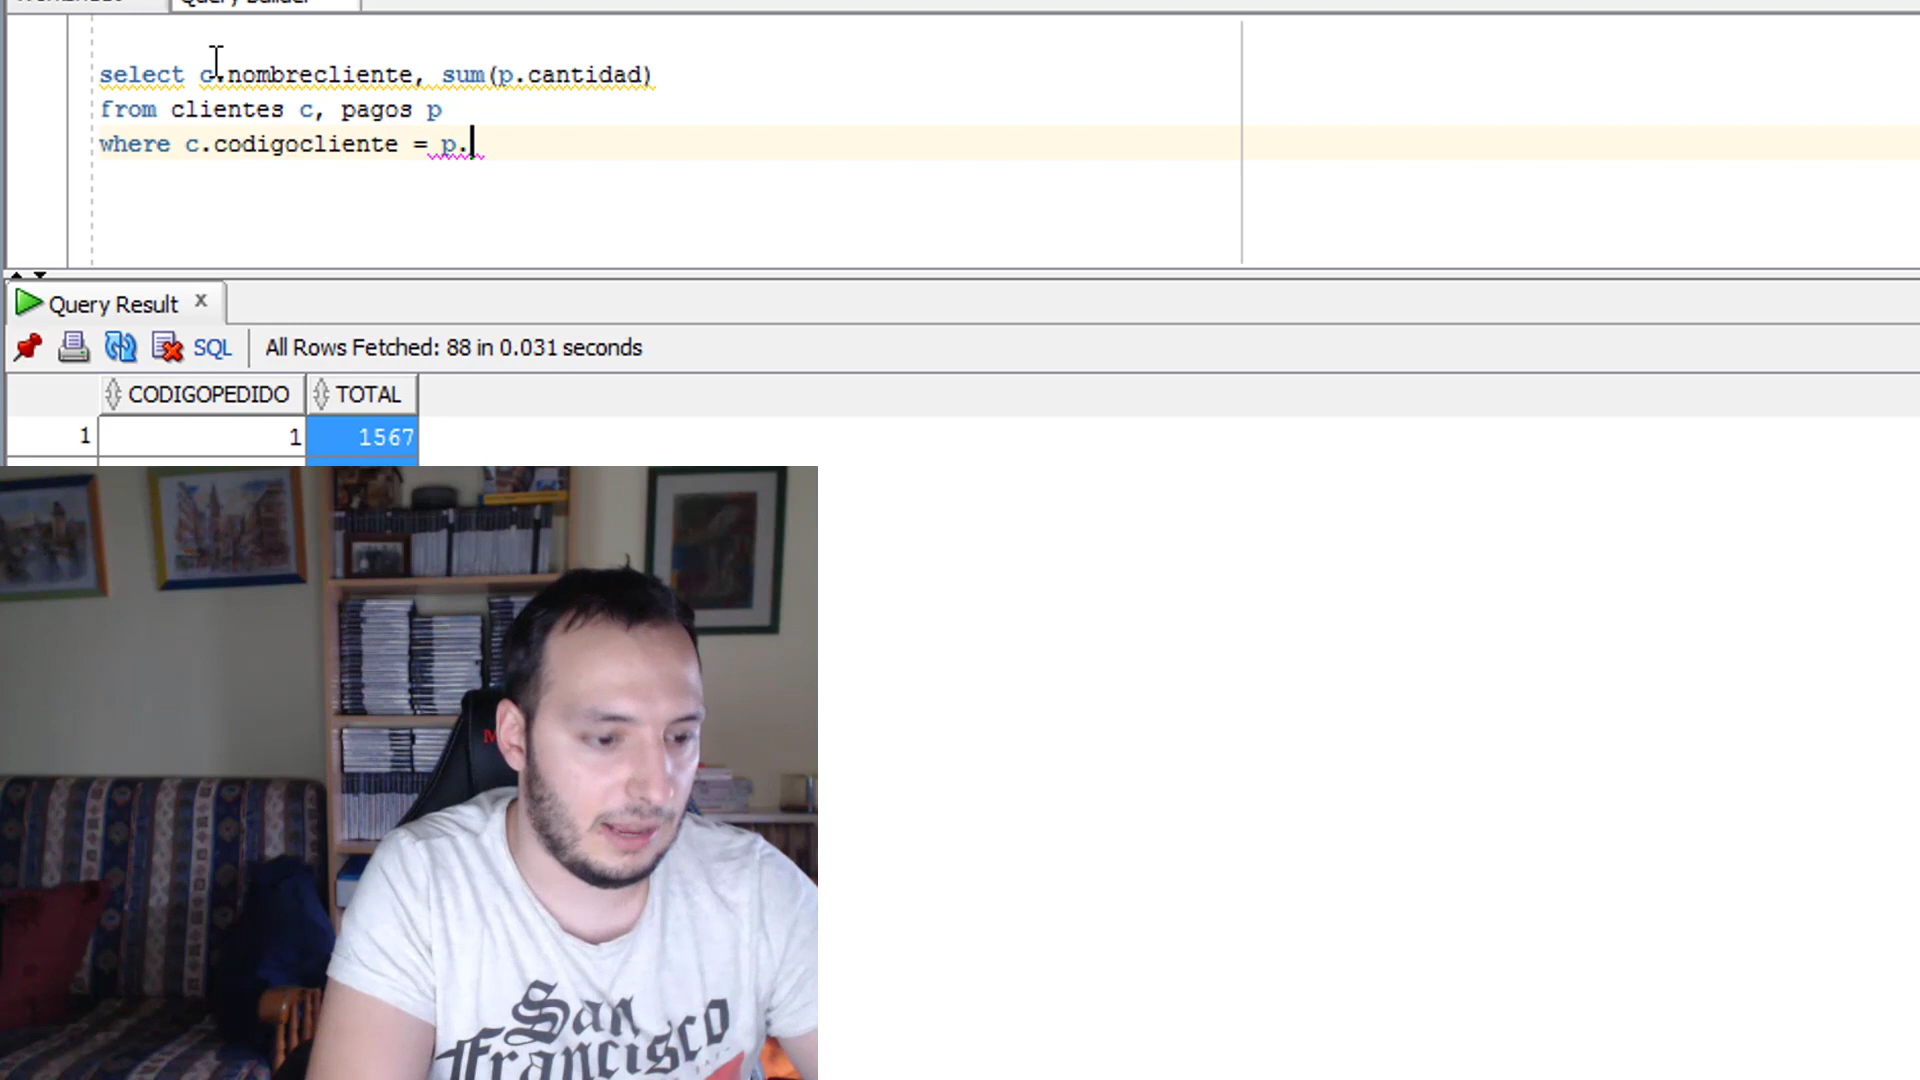 select c.nombrecliente, sum(p.cantidad)
from clientes c, pagos p
where c.codigocliente = p.
Query Result x
SQL All Rows Fetched: 88 in 0.031 seconds
CODIGOPEDIDO TOTAL
1 1 1567
San
Francisco